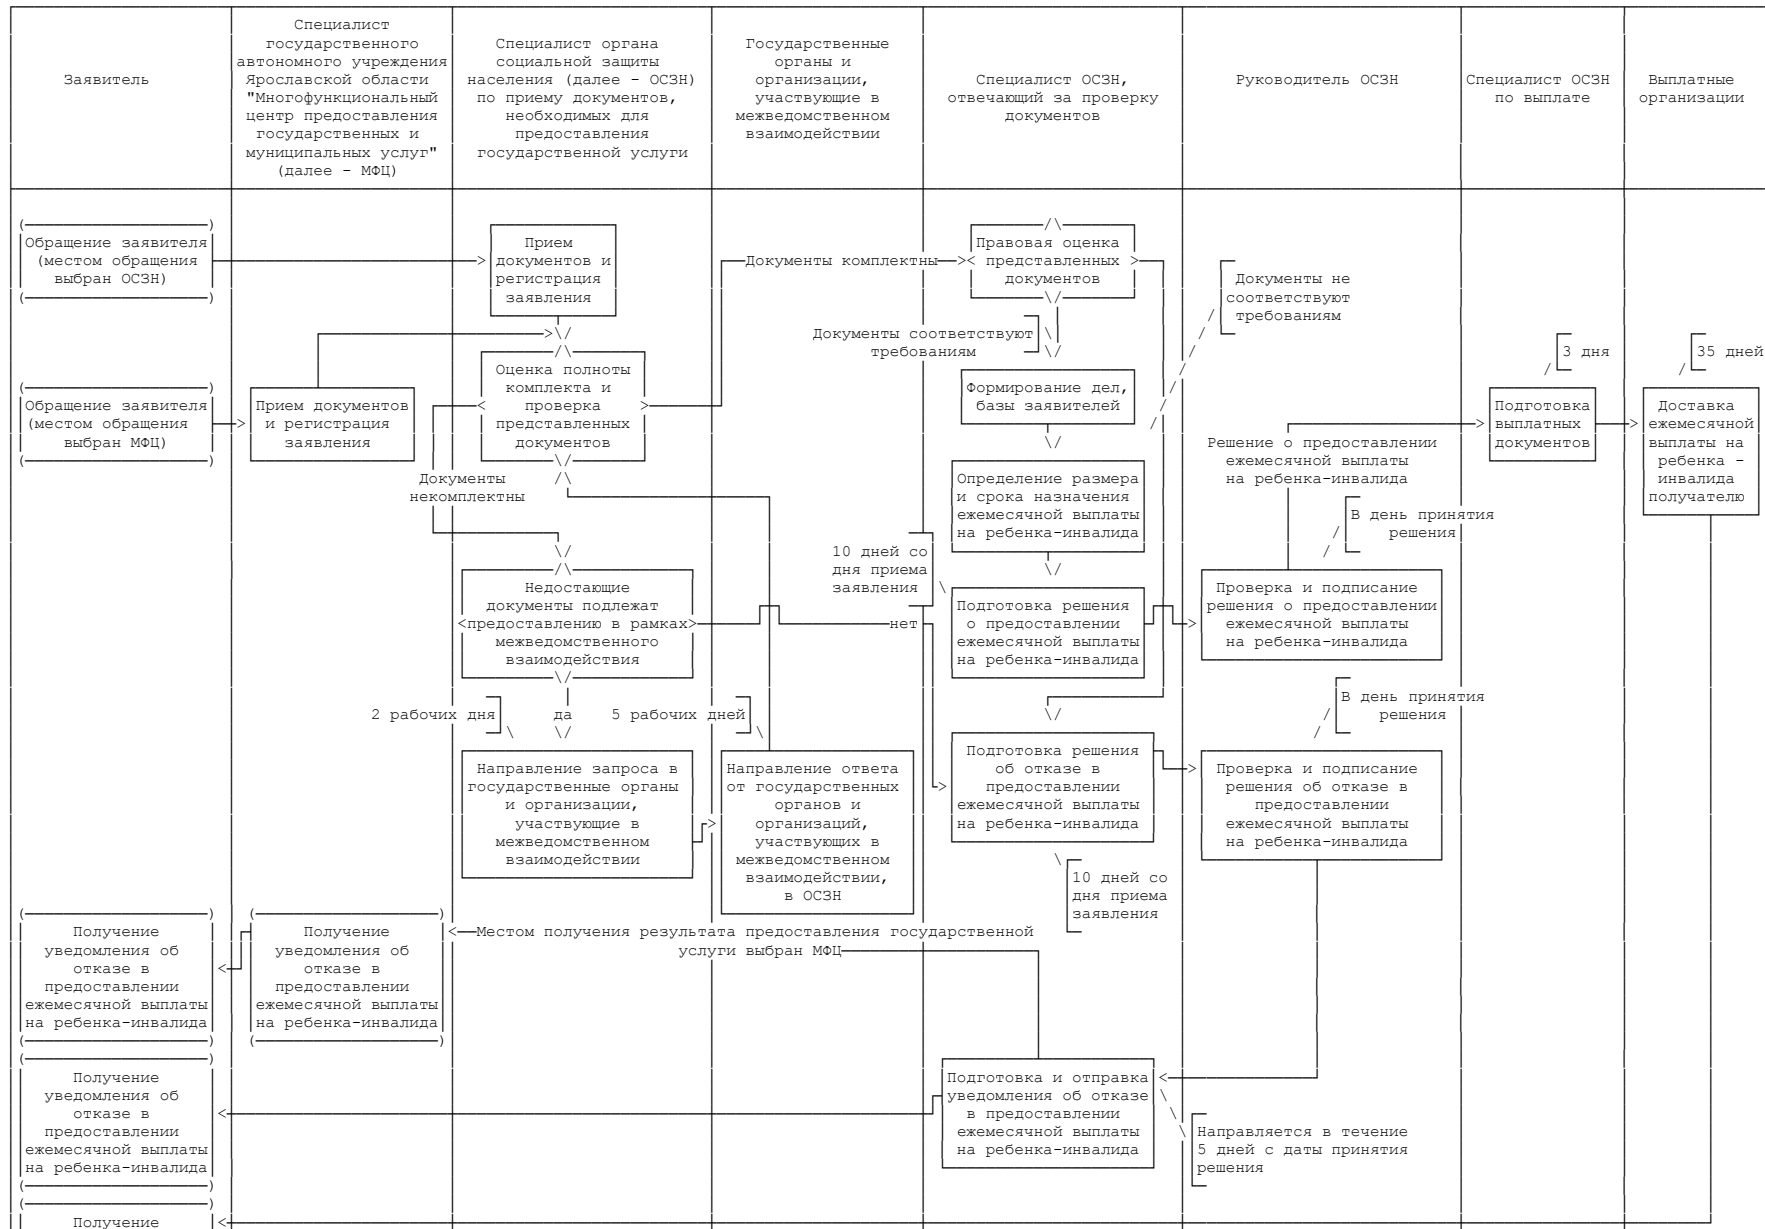 Заявитель
Специалист
государственного
автономного учреждения
Ярославской области
"Многофункциональный
центр предоставления
государственных и
муниципальных услуг"
(далее - МФЦ)
Специалист органа
социальной защиты
населения (далее - ОСЗН)
по приему документов,
необходимых для
предоставления
государственной услуги
Государственные
органы и
организации,
участвующие в
межведомственном
взаимодействии
Специалист ОСЗН,
отвечающий за проверку
документов
Руководитель ОСЗН
Специалист ОСЗН
по выплате
Выплатные
организации
Обращение заявителя
(местом обращения
выбран ОСЗН)
Прием
документов и
регистрация
заявления
Документы комплектны
Правовая оценка
представленных
документов
Документы не
соответствуют
требованиям
Документы соответствуют
требованиям
3 дня
35 дней
Обращение заявителя
(местом обращения
выбран МФЦ)
Прием документов
и регистрация
заявления
Оценка полноты
комплекта и
проверка
представленных
документов
Формирование дел,
базы заявителей
Подготовка
выплатных
документов
Доставка
ежемесячной
выплаты на
ребенка -
инвалида
получателю
Решение о предоставлении
ежемесячной выплаты
на ребенка-инвалида
Документы
некомплектны
Определение размера
и срока назначения
ежемесячной выплаты
на ребенка-инвалида
В день принятия
решения
10 дней со
дня приема
заявления
Недостающие
документы подлежат
предоставлению в рамках
межведомственного
взаимодействия
нет
Подготовка решения
о предоставлении
ежемесячной выплаты
на ребенка-инвалида
Проверка и подписание
решения о предоставлении
ежемесячной выплаты
на ребенка-инвалида
2 рабочих дня
да
5 рабочих дней
В день принятия
решения
Направление запроса в
государственные органы
и организации,
участвующие в
межведомственном
взаимодействии
Направление ответа
от государственных
органов и
организаций,
участвующих в
межведомственном
взаимодействии,
в ОСЗН
Подготовка решения
об отказе в
предоставлении
ежемесячной выплаты
на ребенка-инвалида
Проверка и подписание
решения об отказе в
предоставлении
ежемесячной выплаты
на ребенка-инвалида
10 дней со
дня приема
заявления
Получение
уведомления об
отказе в
предоставлении
ежемесячной выплаты
на ребенка-инвалида
Получение
уведомления об
отказе в
предоставлении
ежемесячной выплаты
на ребенка-инвалида
Местом получения результата предоставления государственной
услуги выбран МФЦ
Получение
уведомления об
отказе в
предоставлении
ежемесячной выплаты
на ребенка-инвалида
Подготовка и отправка
уведомления об отказе
в предоставлении
ежемесячной выплаты
на ребенка-инвалида
Направляется в течение
5 дней с даты принятия
решения
Получение